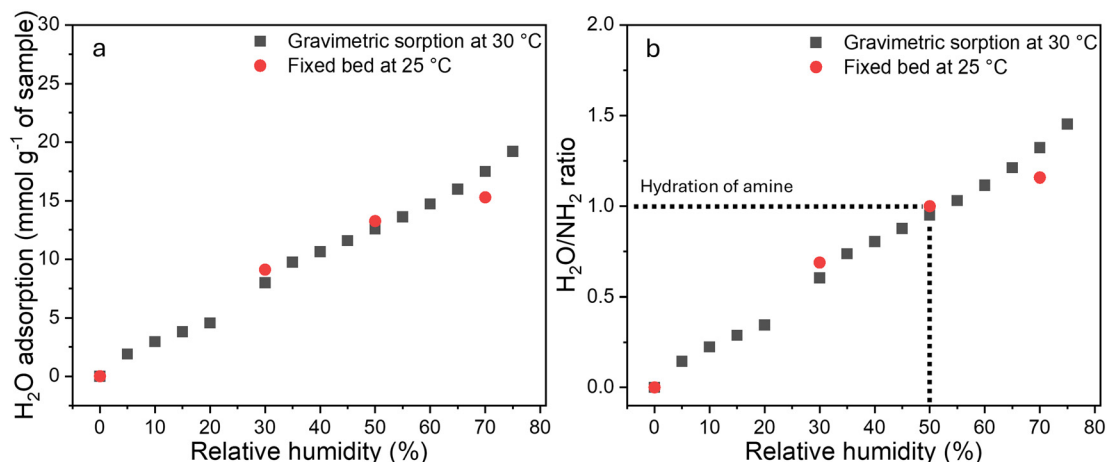 a
Gravimetric sorption at 30 °C
Fixed bed at 25 °C
H₂O adsorption (mmol g⁻¹ of sample)
30
25
20
15
10
5
0
0 10 20 30 40 50 60 70 80
Relative humidity (%)
b
Gravimetric sorption at 30 °C
Fixed bed at 25 °C
Hydration of amine
H₂O/NH₂ ratio
2.0
1.5
1.0
0.5
0.0
0 10 20 30 40 50 60 70 80
Relative humidity (%)